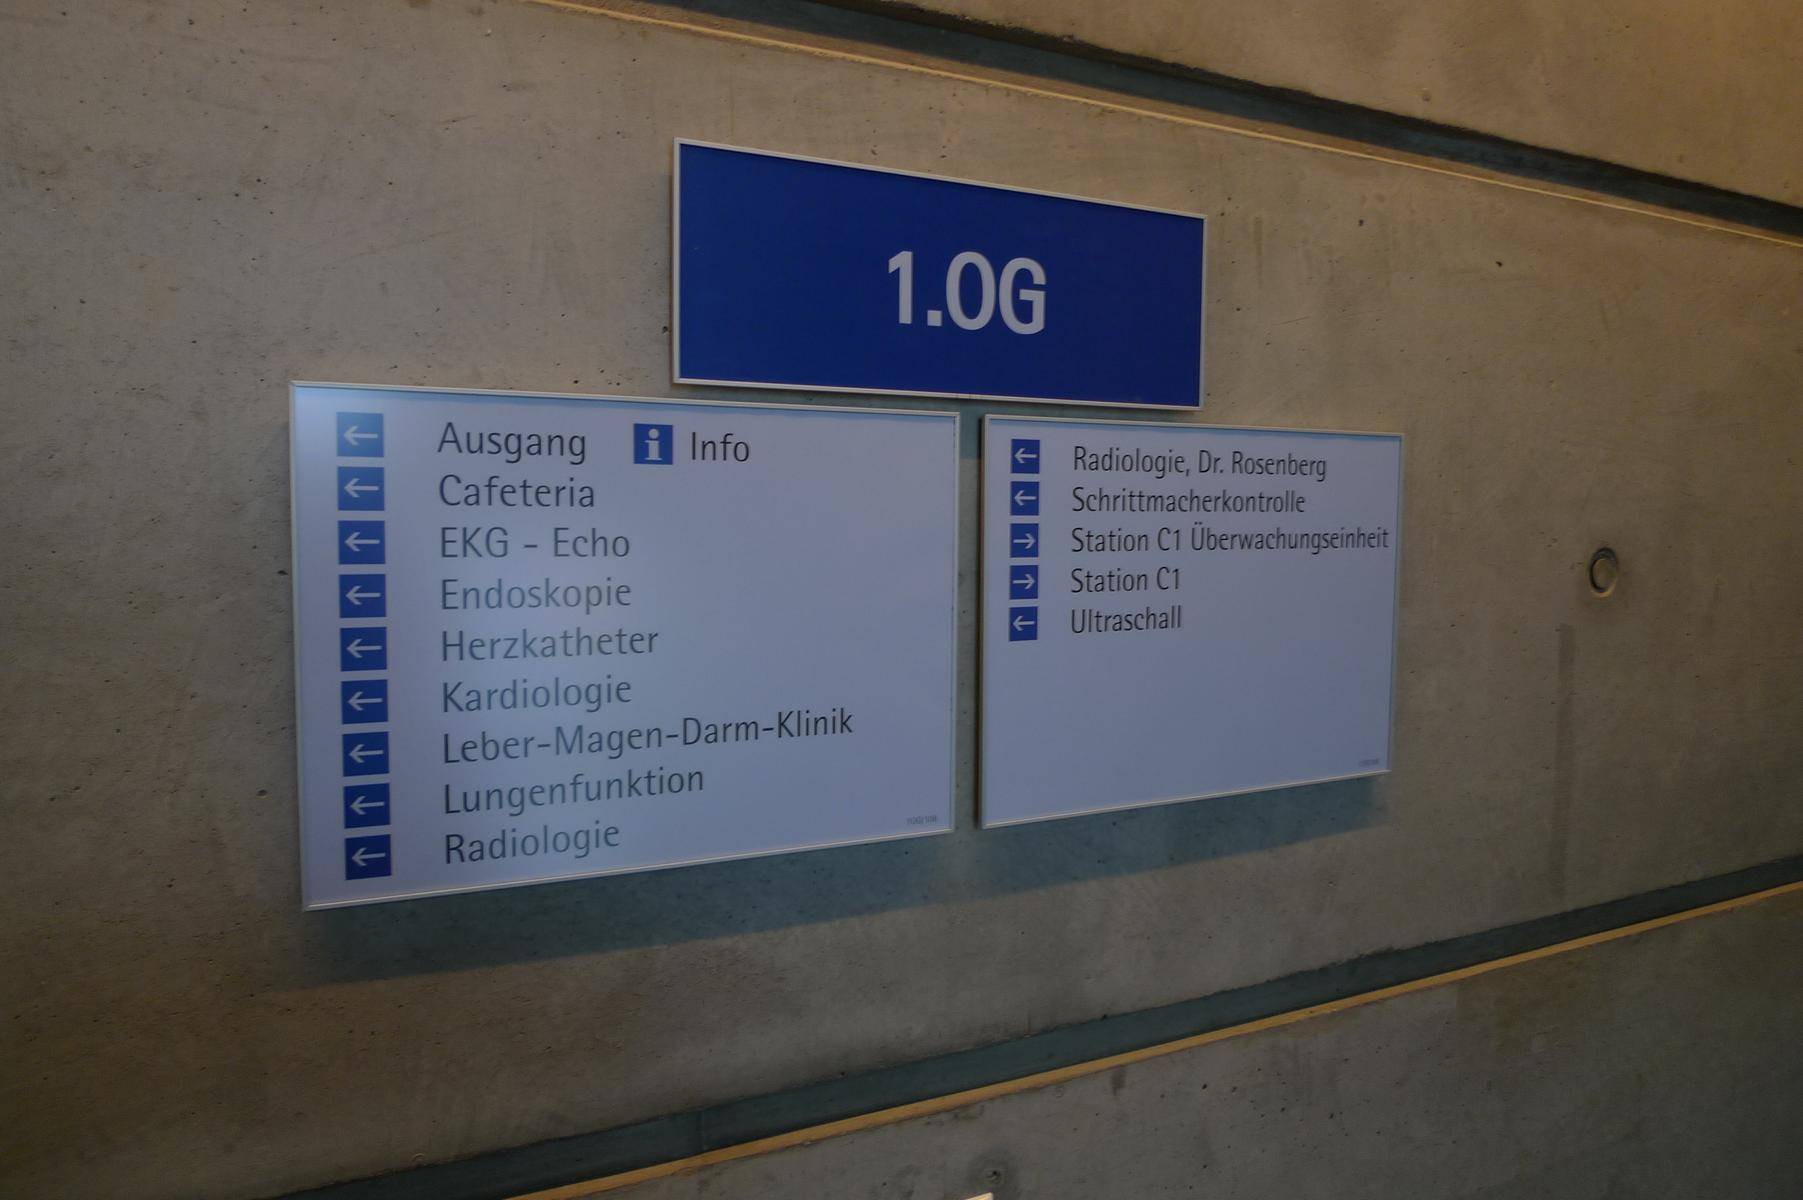 1.OG
Ausgang i Info
Cafeteria
EKG - Echo
Endoskopie
Herzkatheter
Kardiologie
Leber-Magen-Darm-Klinik
Lungenfunktion
Radiologie
Radiologie, Dr. Rosenberg
Schrittmacherkontrolle
Station C1 Überwachungseinheit
Station C1
Ultraschall